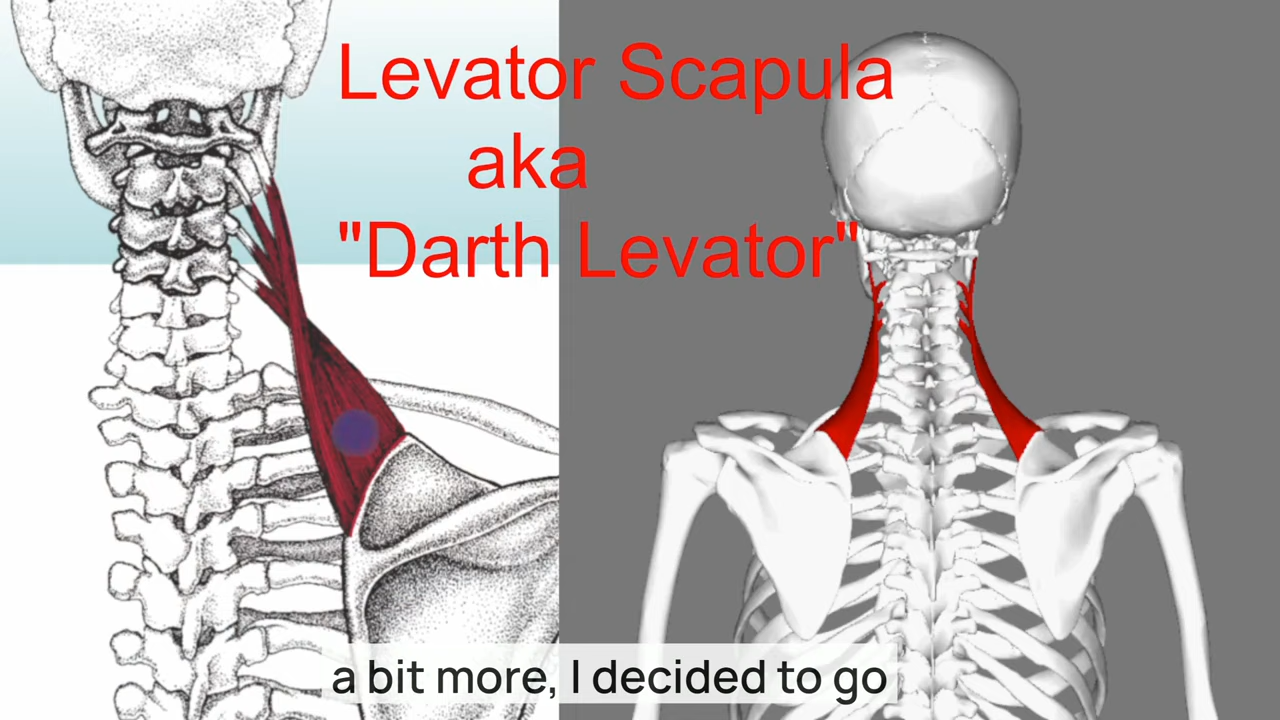 Levator Scapula
aka
"Darth Levator"
a bit more, I decided to go